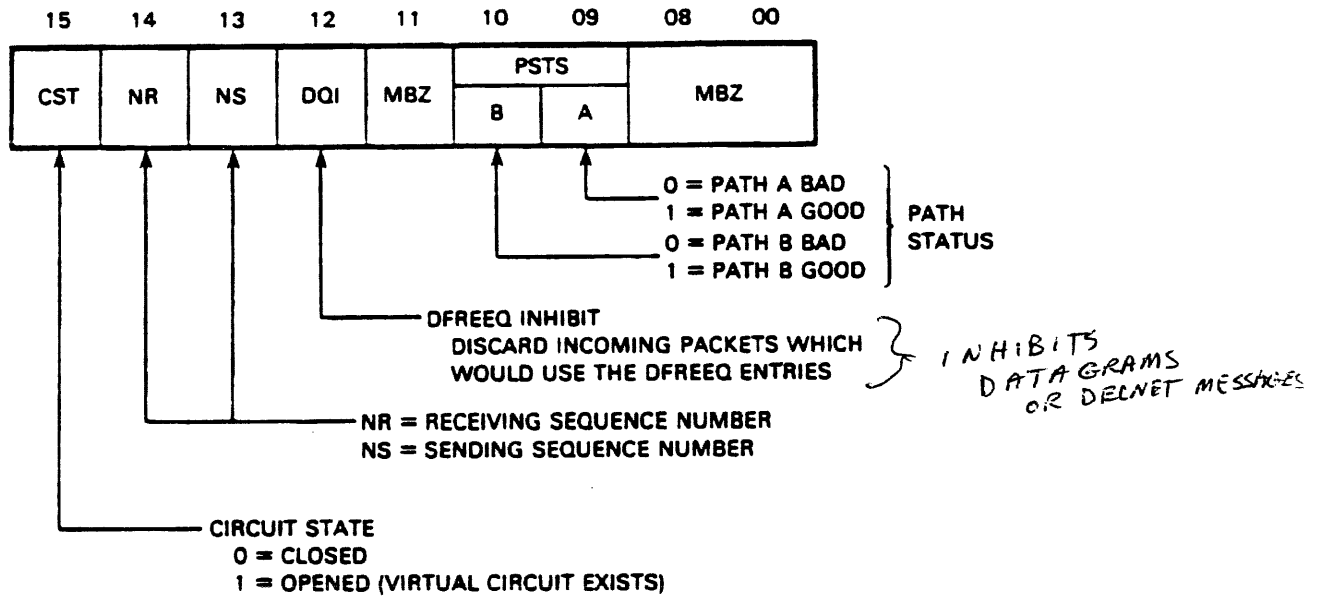 15 14 13 12 11 10 09 08 00
CST NR NS DQI MBZ PSTS MBZ
B A
0 = PATH A BAD
1 = PATH A GOOD
0 = PATH B BAD
1 = PATH B GOOD
PATH
STATUS
DFREEQ INHIBIT
DISCARD INCOMING PACKETS WHICH
WOULD USE THE DFREEQ ENTRIES
INHIBITS
DATAGRAMS
OR DECNET MESSAGES
NR = RECEIVING SEQUENCE NUMBER
NS = SENDING SEQUENCE NUMBER
CIRCUIT STATE
0 = CLOSED
1 = OPENED (VIRTUAL CIRCUIT EXISTS)